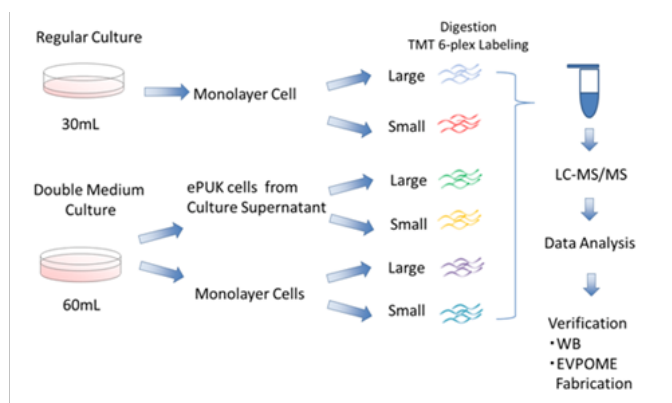 Regular Culture
30mL
Monolayer Cell
Digestion
TMT 6-plex Labeling
Large
Small
Double Medium
Culture
60mL
ePUK cells from
Culture Supernatant
Monolayer Cells
Large
Small
Large
Small
LC-MS/MS
Data Analysis
Verification
・WB
・EVPOME
Fabrication